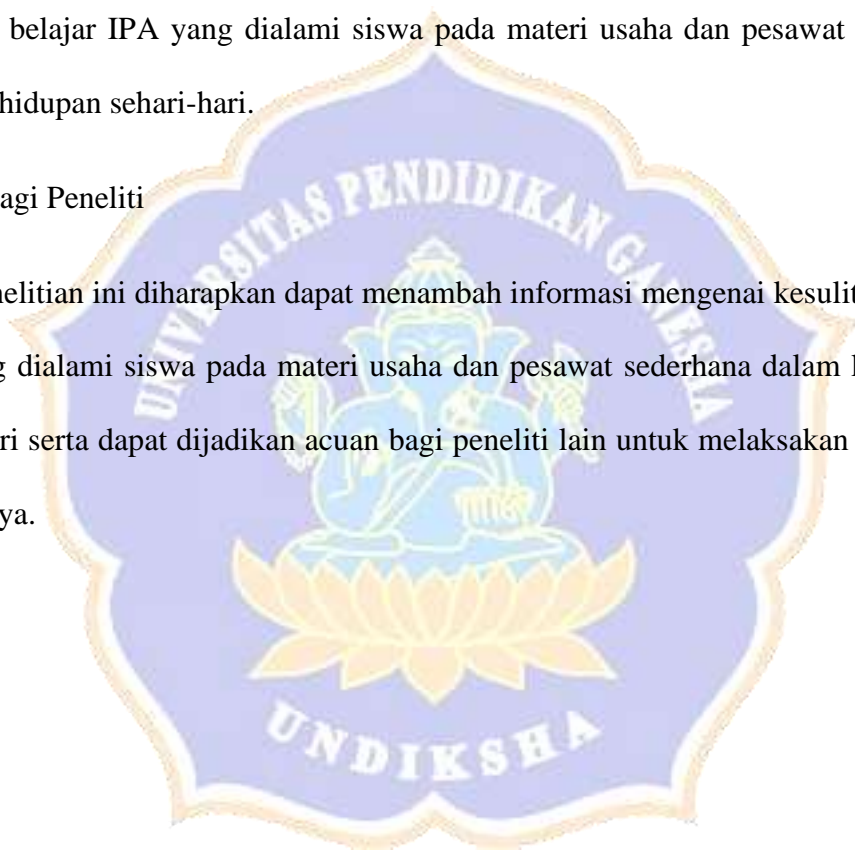 belajar IPA yang dialami siswa pada materi usaha dan pesawat
hidupan sehari-hari.
agi Peneliti
nelitian ini diharapkan dapat menambah informasi mengenai kesulit
g dialami siswa pada materi usaha dan pesawat sederhana dalam
ri serta dapat dijadikan acuan bagi peneliti lain untuk melaksakan
ya.
UNIVERSITAS PENDIDIKAN GANESHA
UNDIKSHA